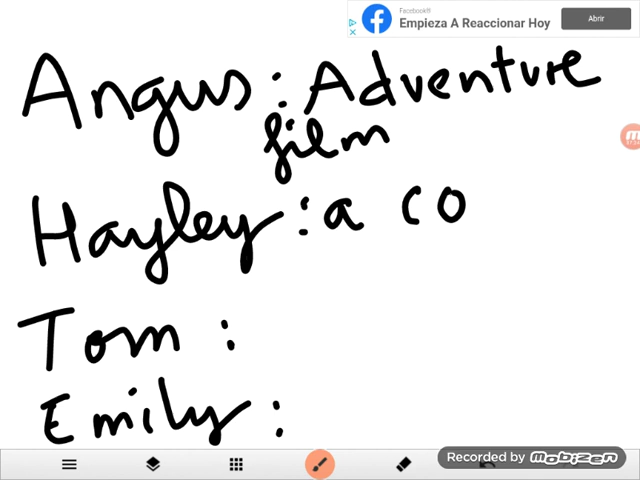 Facebook!!!
Empieza A Reaccionar Hoy
Abrir
Angus: Adventure
film
Hayley: a co
Tom:
Emily:
Recorded by Mobizen